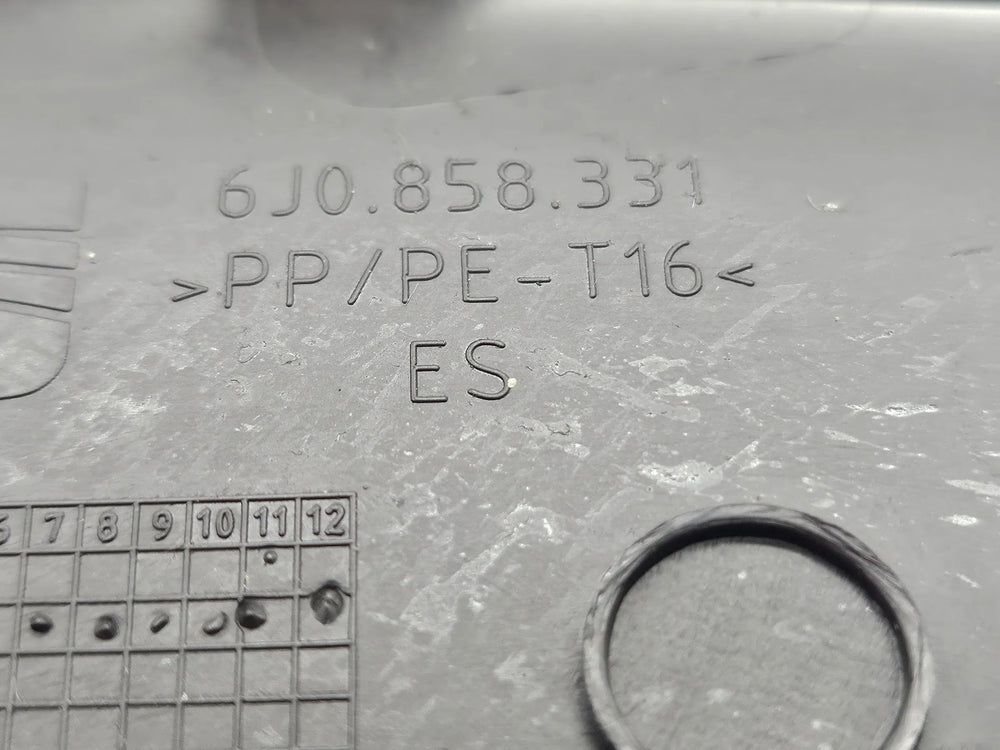 6J0.858.331
>PP/PE-T16<
ES
7 8 9 10 11 12